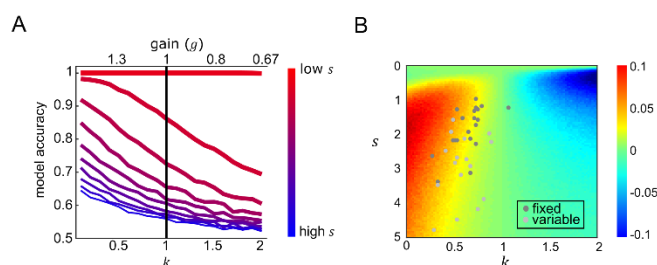 A
gain (g)
1.3 1 0.8 0.67
model accuracy
1
0.9
0.8
0.7
0.6
0.5
0.5 1 1.5 2
k
low s
high s
B
s
0
1
2
3
4
5
0 0.5 1 1.5 2
k
fixed
variable
0.1
0.05
0
-0.05
-0.1